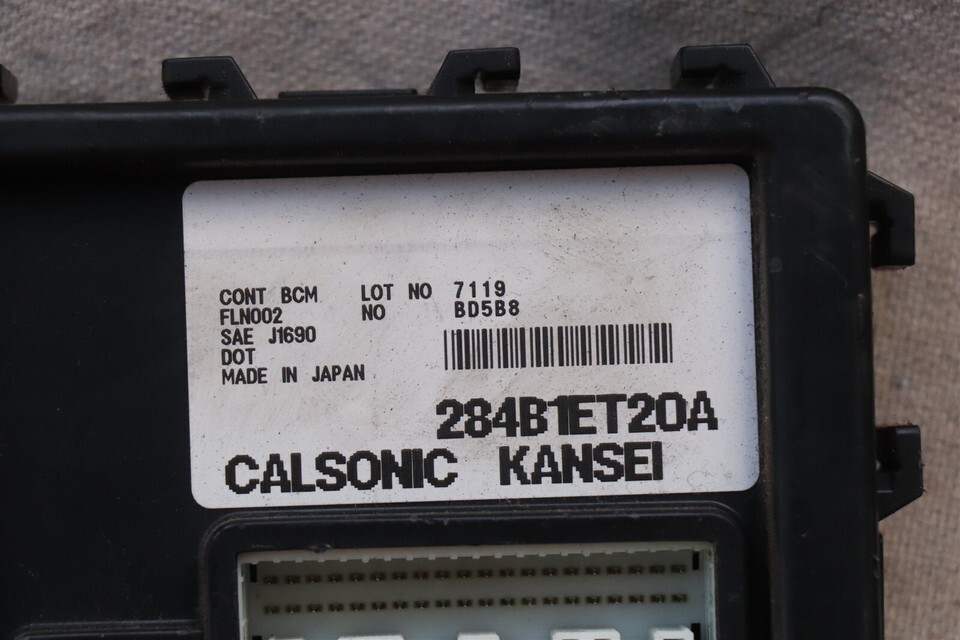 CONT BCM LOT NO 7119
FLN002 NO BD5B8
SAE J1690
DOT
MADE IN JAPAN
284B1ET20A
CALSONIC KANSEI